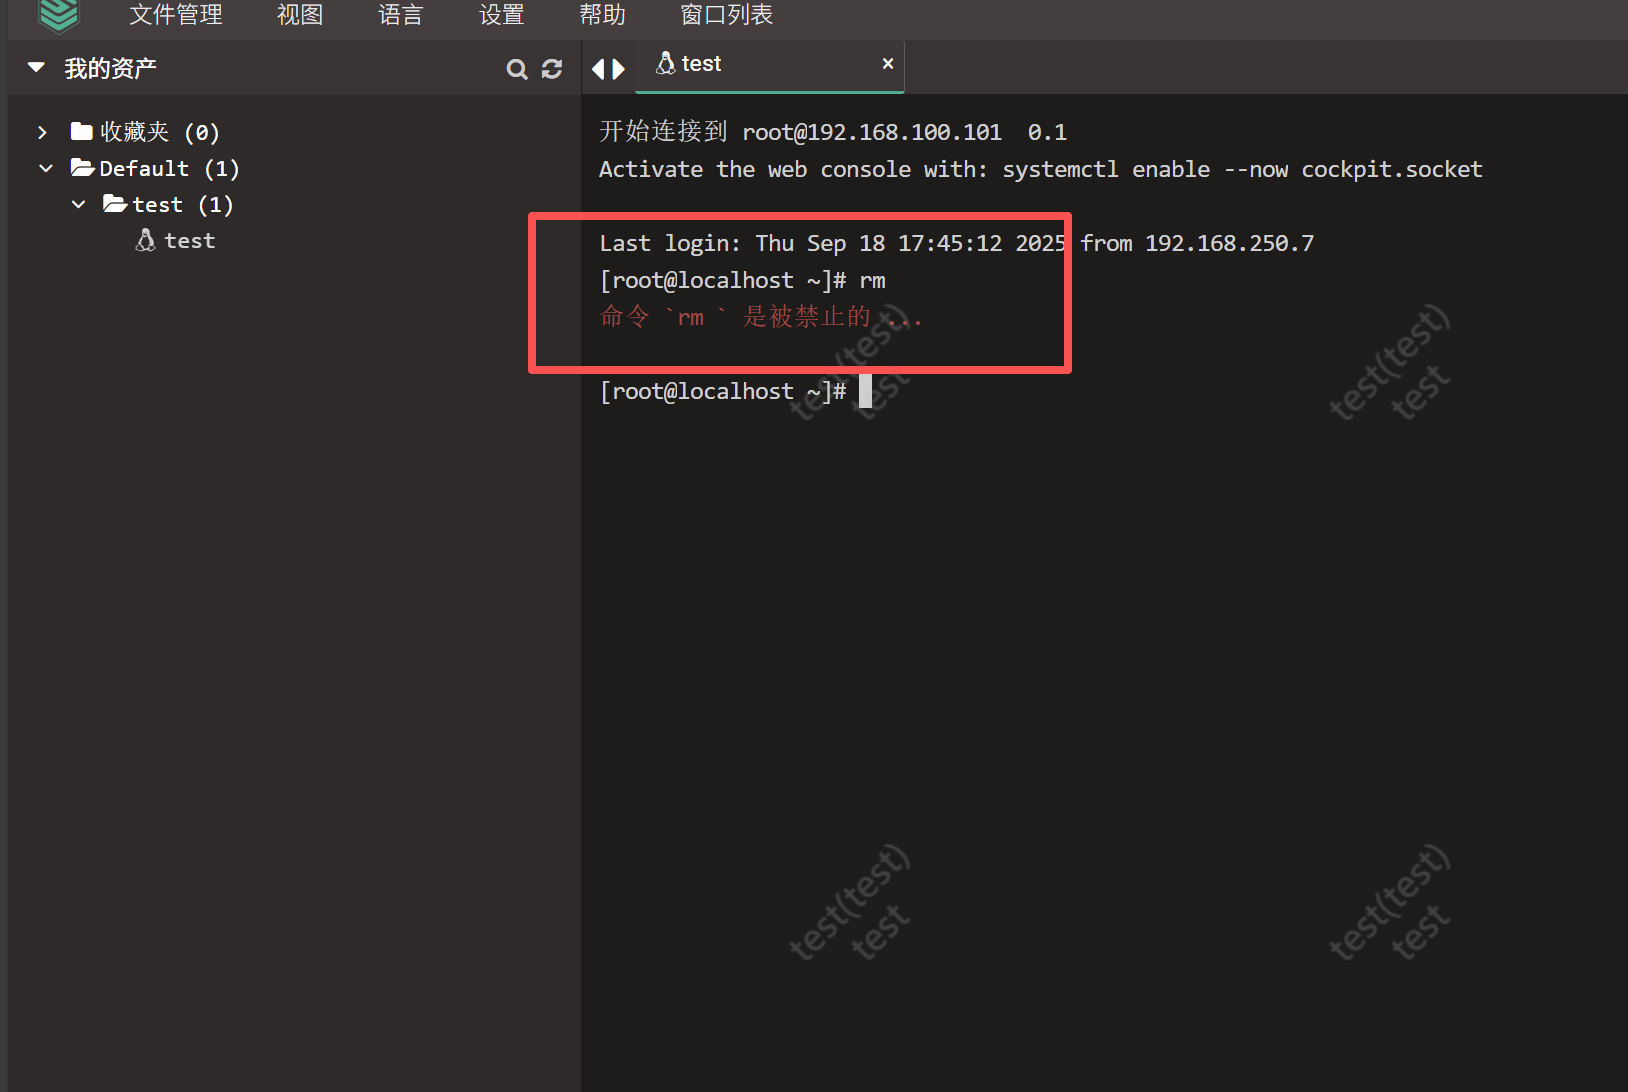 文件管理 视图 语言 设置 帮助 窗口列表
我的资产
test ×
收藏夹 (0)
Default (1)
test (1)
test
开始连接到 root@192.168.100.101  0.1
Activate the web console with: systemctl enable --now cockpit.socket
Last login: Thu Sep 18 17:45:12 2025 from 192.168.250.7
[root@localhost ~]# rm
命令 `rm ` 是被禁止的 ...
[root@localhost ~]#
test(test)
test
test(test)
test
test(test)
test
test(test)
test